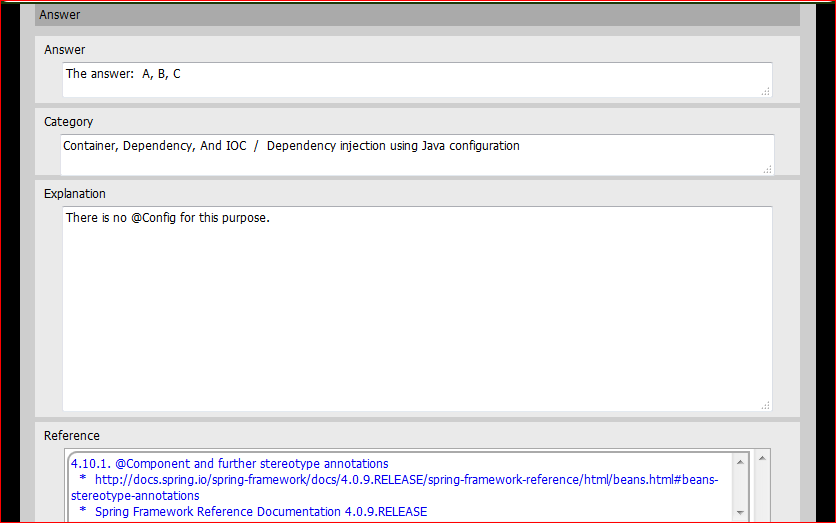 Answer
Answer
The answer:  A, B, C
Category
Container, Dependency, And IOC  /  Dependency injection using Java configuration
Explanation
There is no @Config for this purpose.
Reference
4.10.1. @Component and further stereotype annotations
*  http://docs.spring.io/spring-framework/docs/4.0.9.RELEASE/spring-framework-reference/html/beans.html#beans-
stereotype-annotations
*  Spring Framework Reference Documentation 4.0.9.RELEASE